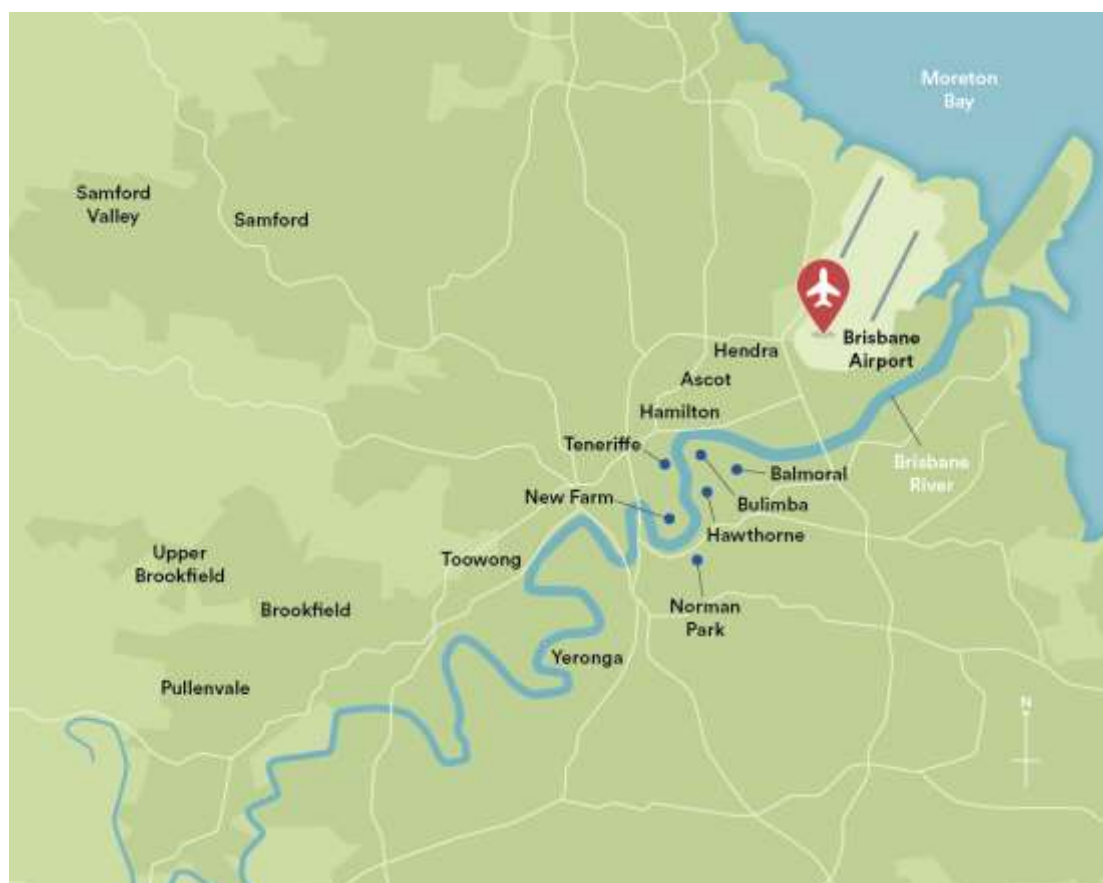 Moreton
Bay
Samford
Valley
Samford
Brisbane
Airport
Hendra
Ascot
Hamilton
Teneriffe
Balmoral
Brisbane
River
New Farm
Bulimba
Hawthorne
Toowong
Upper
Brookfield
Brookfield
Norman
Park
Yeronga
Pullenvale
N